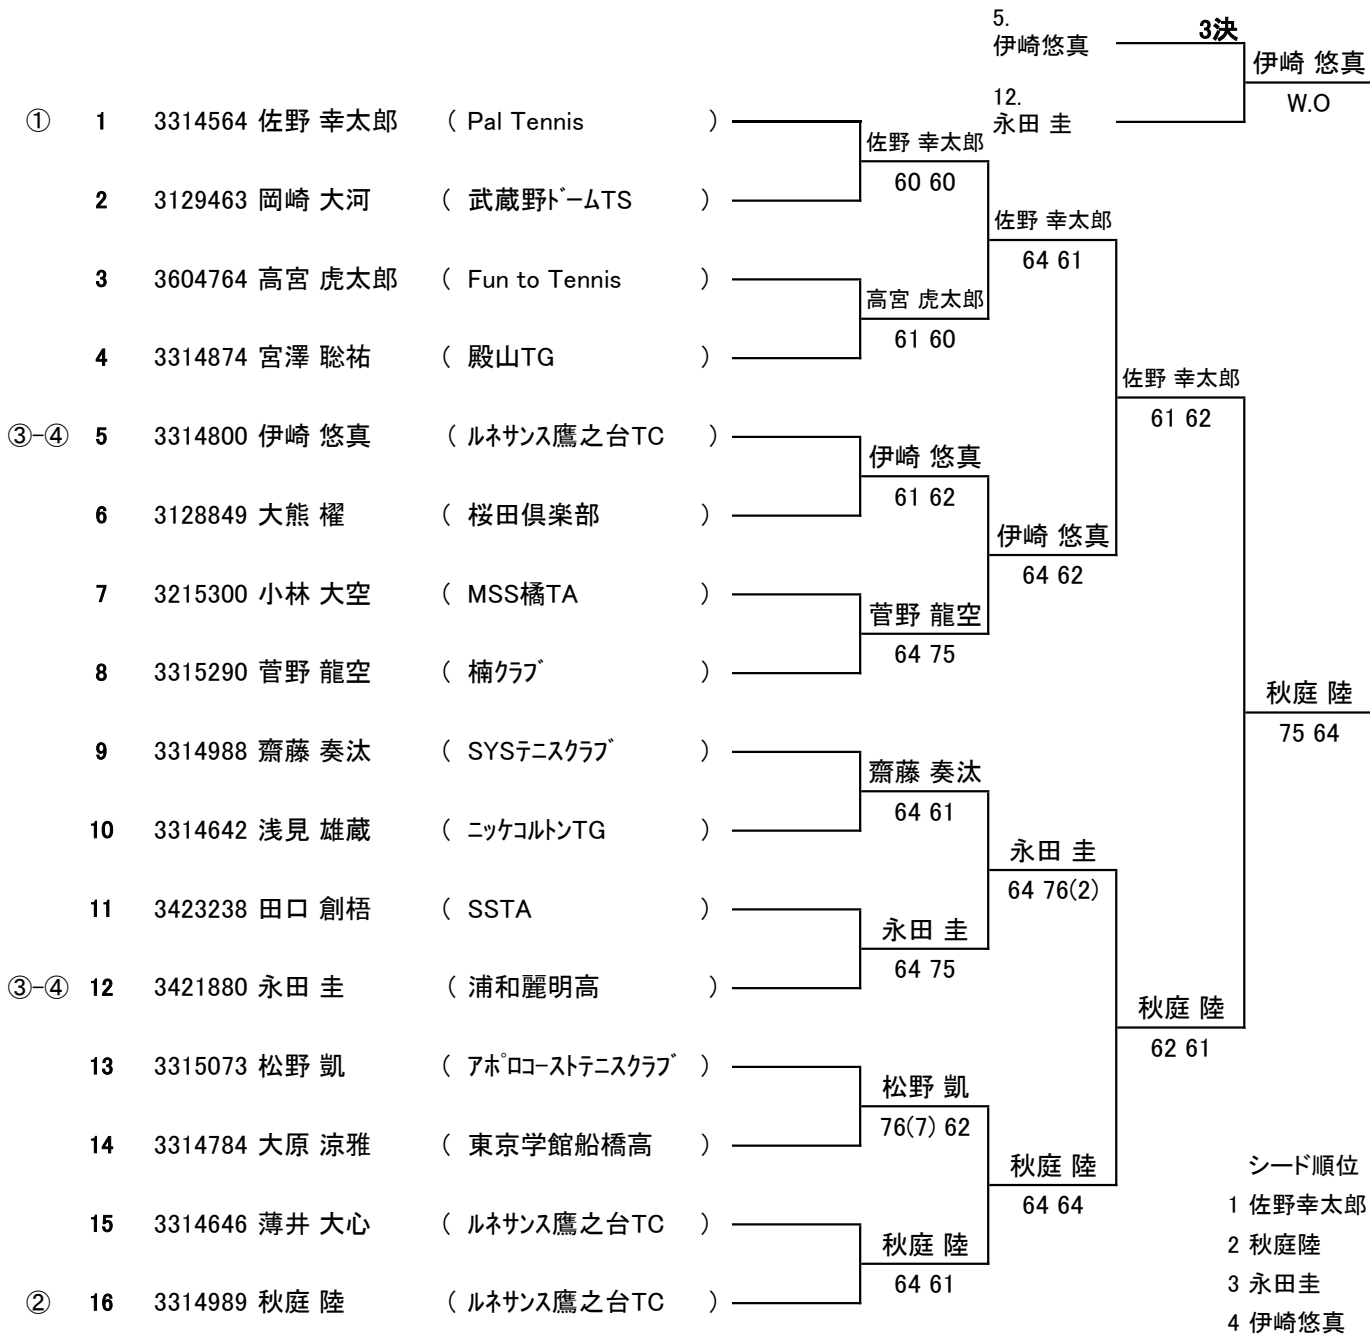 5.
伊崎悠真
3決
伊崎 悠真
W.O
12.
永田 圭
① 1 3314564 佐野 幸太郎 ( Pal Tennis )
佐野 幸太郎
60 60
2 3129463 岡崎 大河 ( 武蔵野ﾄﾞｰﾑTS )
佐野 幸太郎
64 61
3 3604764 高宮 虎太郎 ( Fun to Tennis )
高宮 虎太郎
61 60
4 3314874 宮澤 聡祐 ( 殿山TG )
佐野 幸太郎
61 62
③-④ 5 3314800 伊崎 悠真 ( ﾙﾈｻﾝｽ鷹之台TC )
伊崎 悠真
61 62
6 3128849 大熊 櫂 ( 桜田倶楽部 )
伊崎 悠真
64 62
7 3215300 小林 大空 ( MSS橘TA )
菅野 龍空
64 75
8 3315290 菅野 龍空 ( 楠ｸﾗﾌﾞ )
秋庭 陸
75 64
9 3314988 齋藤 奏汰 ( SYSﾃﾆｽｸﾗﾌﾞ )
齋藤 奏汰
64 61
10 3314642 浅見 雄蔵 ( ﾆｯｹｺﾙﾄﾝTG )
永田 圭
64 76(2)
11 3423238 田口 創梧 ( SSTA )
永田 圭
64 75
③-④ 12 3421880 永田 圭 ( 浦和麗明高 )
秋庭 陸
62 61
13 3315073 松野 凱 ( ｱﾎﾟﾛｺｰｽﾄﾃﾆｽｸﾗﾌﾞ )
松野 凱
76(7) 62
14 3314784 大原 涼雅 ( 東京学館船橋高 )
秋庭 陸
64 64
15 3314646 薄井 大心 ( ﾙﾈｻﾝｽ鷹之台TC )
秋庭 陸
64 61
② 16 3314989 秋庭 陸 ( ﾙﾈｻﾝｽ鷹之台TC )
シード順位
1 佐野幸太郎
2 秋庭陸
3 永田圭
4 伊崎悠真